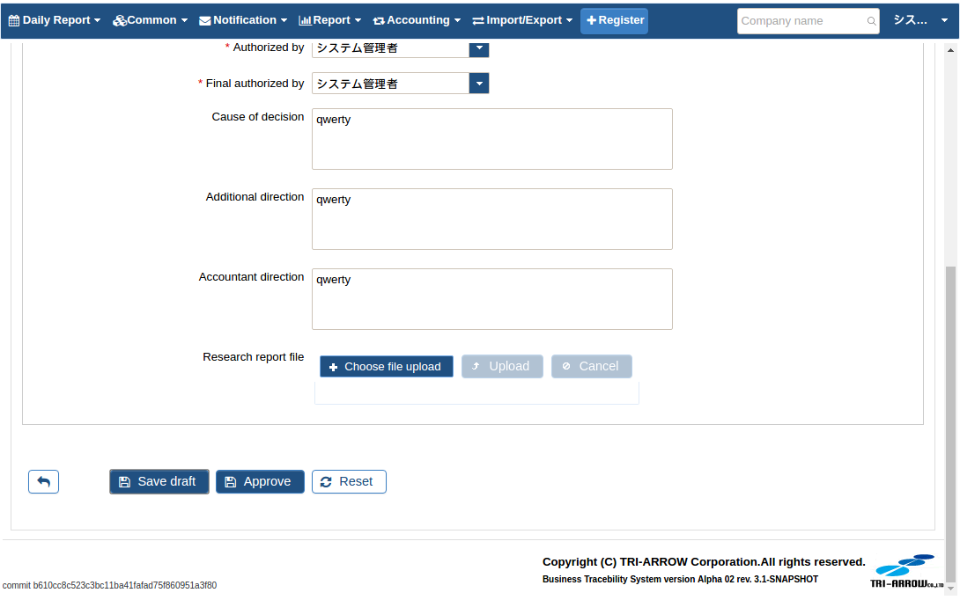 Daily Report Common Notification Report Accounting Import/Export Register Company name シス...
* Authorized by システム管理者
* Final authorized by システム管理者
Cause of decision qwerty
Additional direction qwerty
Accountant direction qwerty
Research report file Choose file upload Upload Cancel
Save draft Approve Reset
Copyright (C) TRI-ARROW Corporation.All rights reserved.
Business Tracebility System version Alpha 02 rev. 3.1-SNAPSHOT
TRI-ARROW CO.,LTD
commit b610cc8c523c3bc11ba41fafad75f860951a3f80